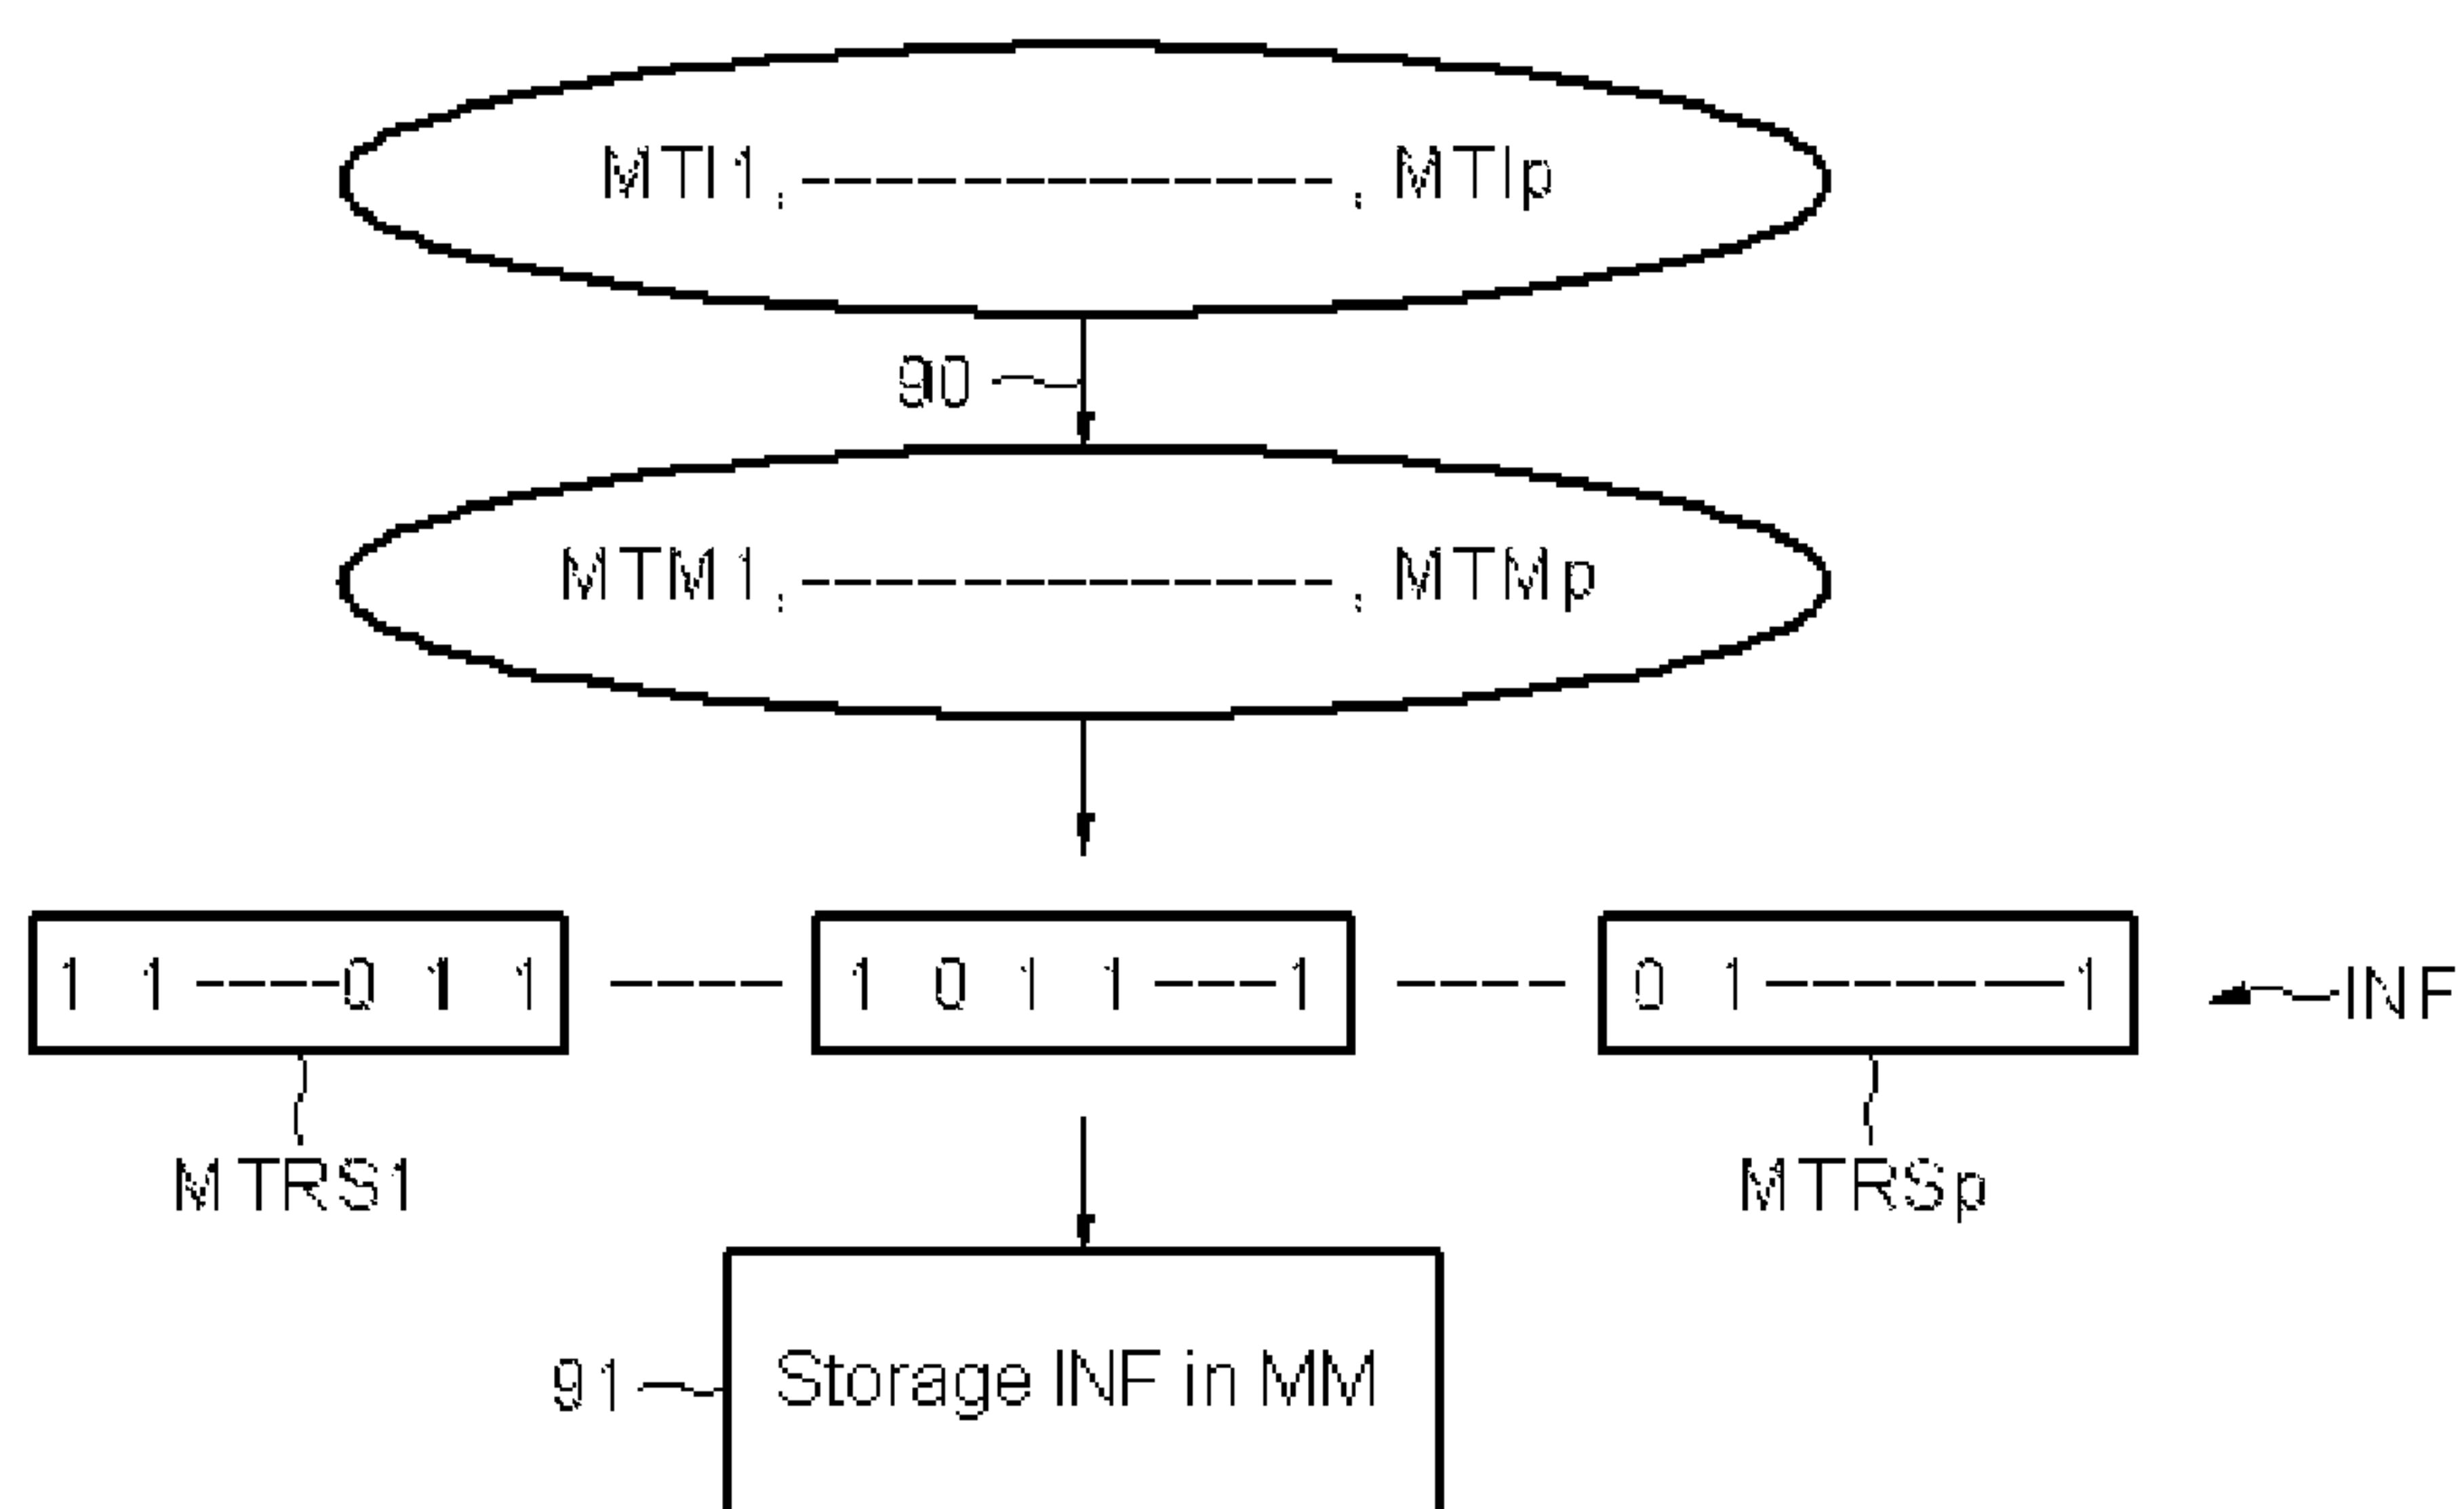 MTI1, ------------- , MTIp
90
MTM1, ------------- , MTMp
1 1 ----0 1 1 ---- 1 0 1 1 ---1 ---- 0 1 -------1 INF
MTRS1 MTRSp
91 Storage INF in MM